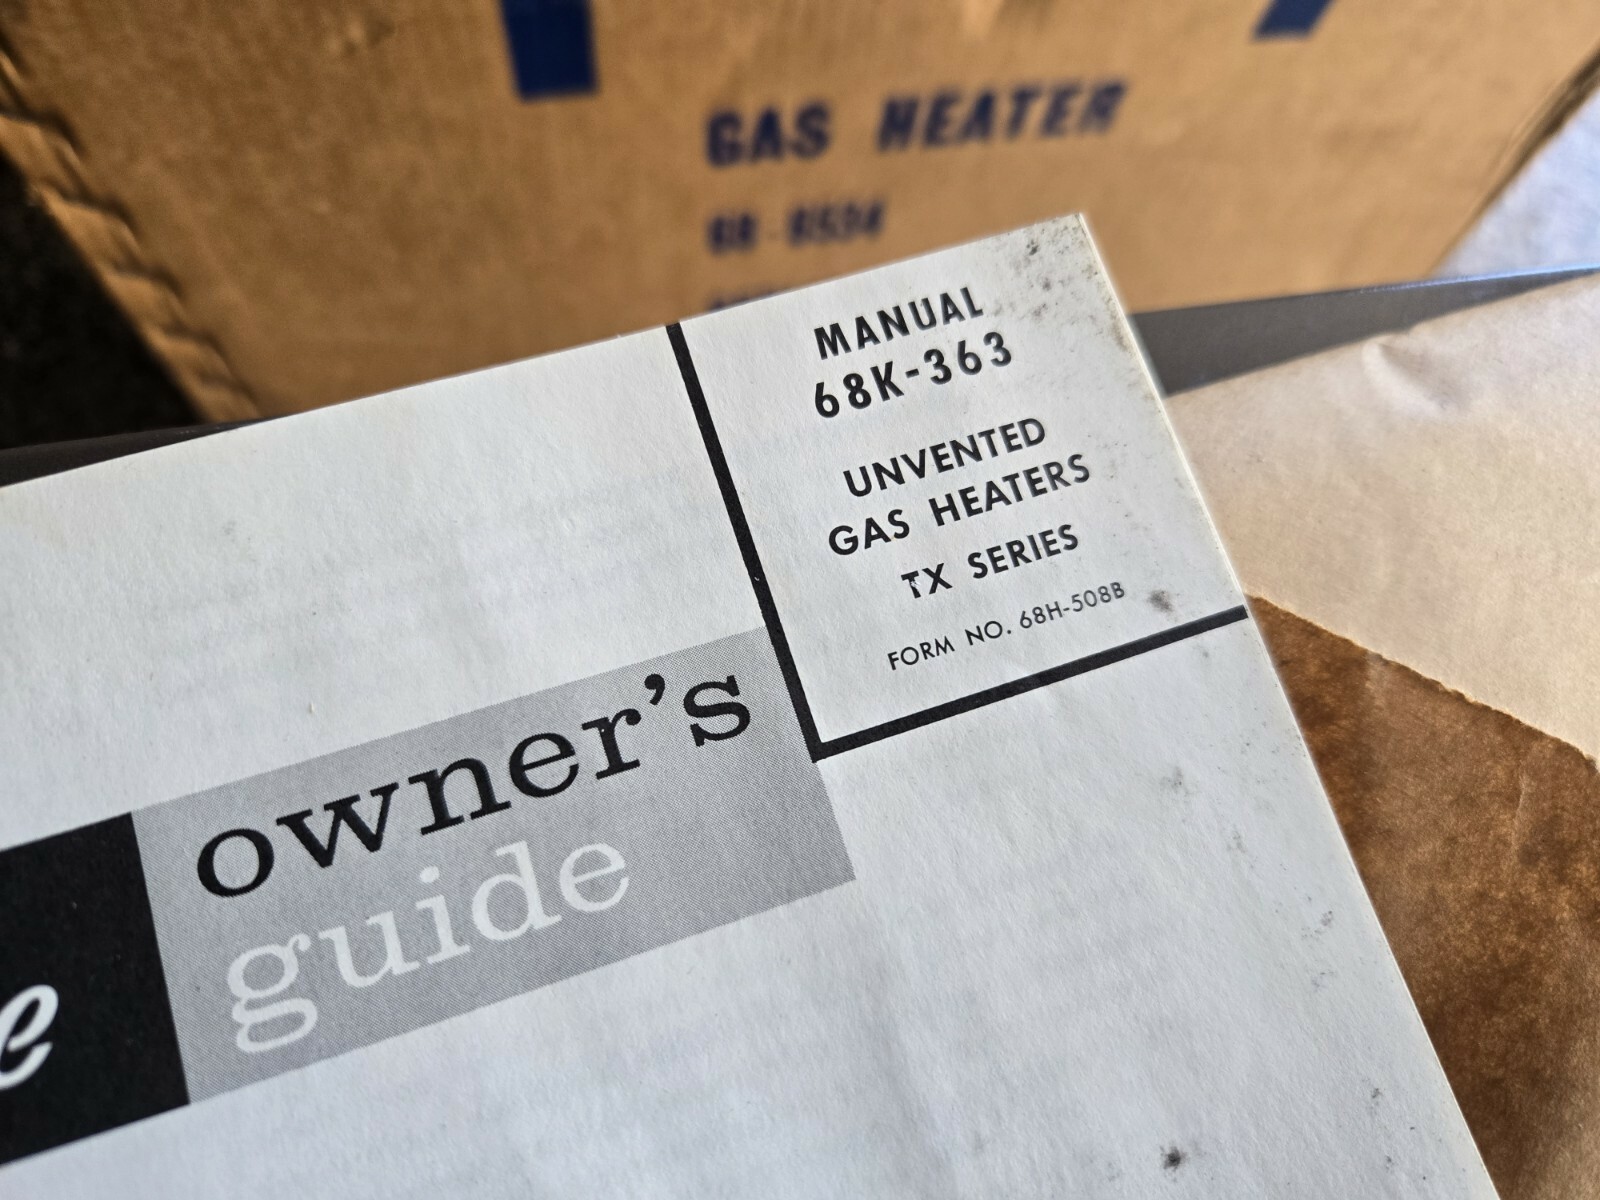 GAS HEATER
MANUAL
68K-363
UNVENTED
GAS HEATERS
TX SERIES
FORM NO. 68H-508B
owner's
guide
e